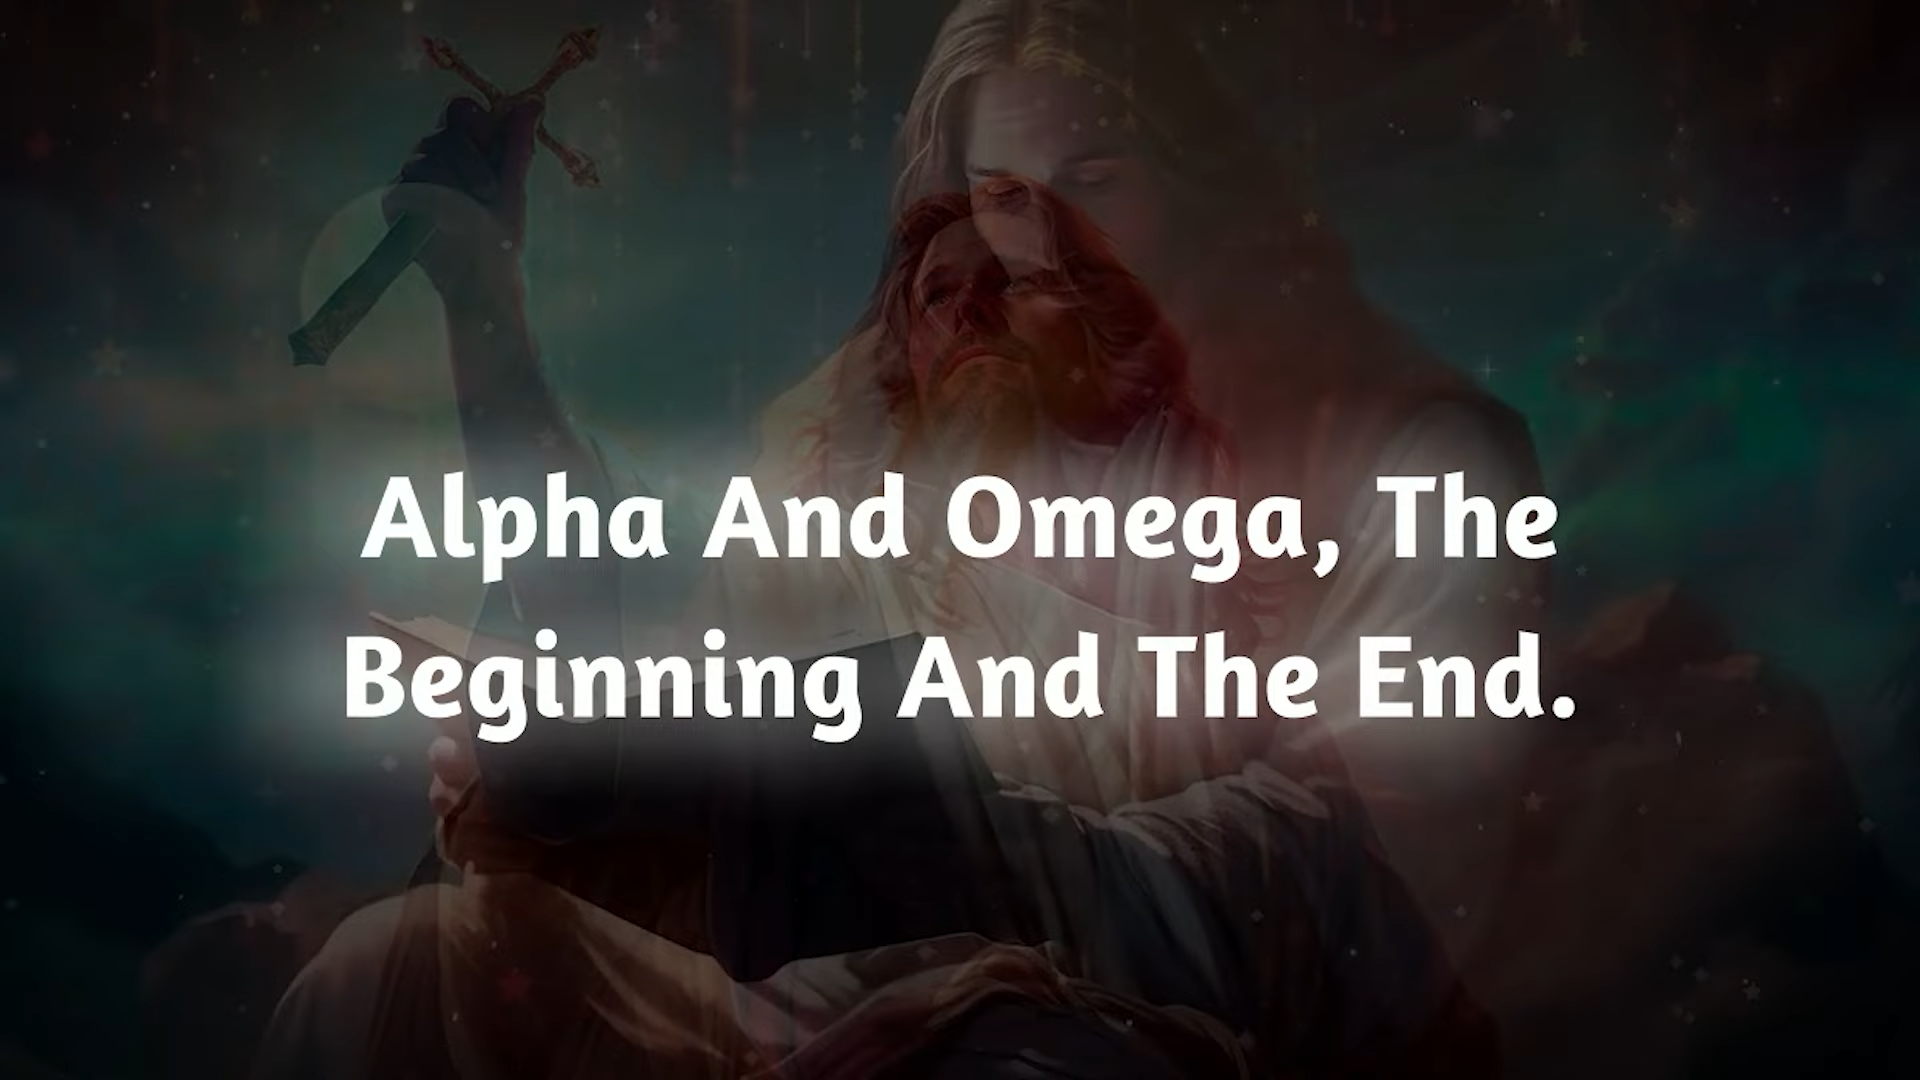 Alpha And Omega, The
Beginning And The End.